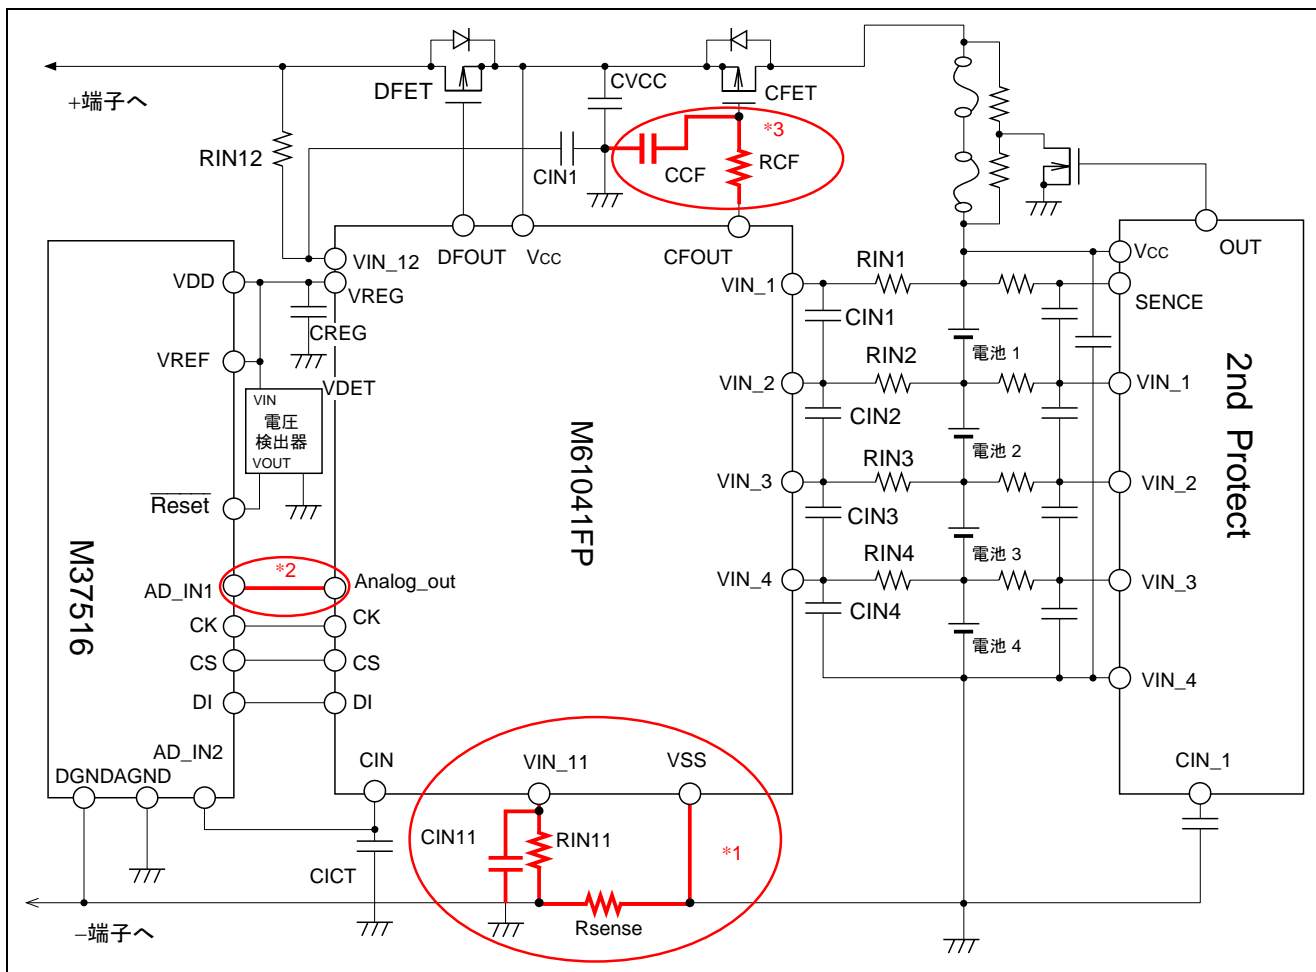 +端子へ
DFET
CVCC
CFET
*3
RIN12
CIN1
CCF
RCF
VIN_12
DFOUT
Vcc
CFOUT
OUT
VDD
VREG
CREG
VREF
VDET
VIN
電圧
検出器
VOUT
Reset
M37516
*2
AD_IN1
Analog_out
CK
CK
CS
CS
DI
DI
AD_IN2
DGND
AGND
CIN
VIN_11
VSS
CICT
CIN11
RIN11
*1
Rsense
−端子へ
M61041FP
VIN_1
RIN1
CIN1
VIN_2
RIN2
CIN2
VIN_3
RIN3
CIN3
VIN_4
RIN4
CIN4
電池 1
電池 2
電池 3
電池 4
Vcc
SENCE
VIN_1
VIN_2
VIN_3
VIN_4
2nd Protect
CIN_1